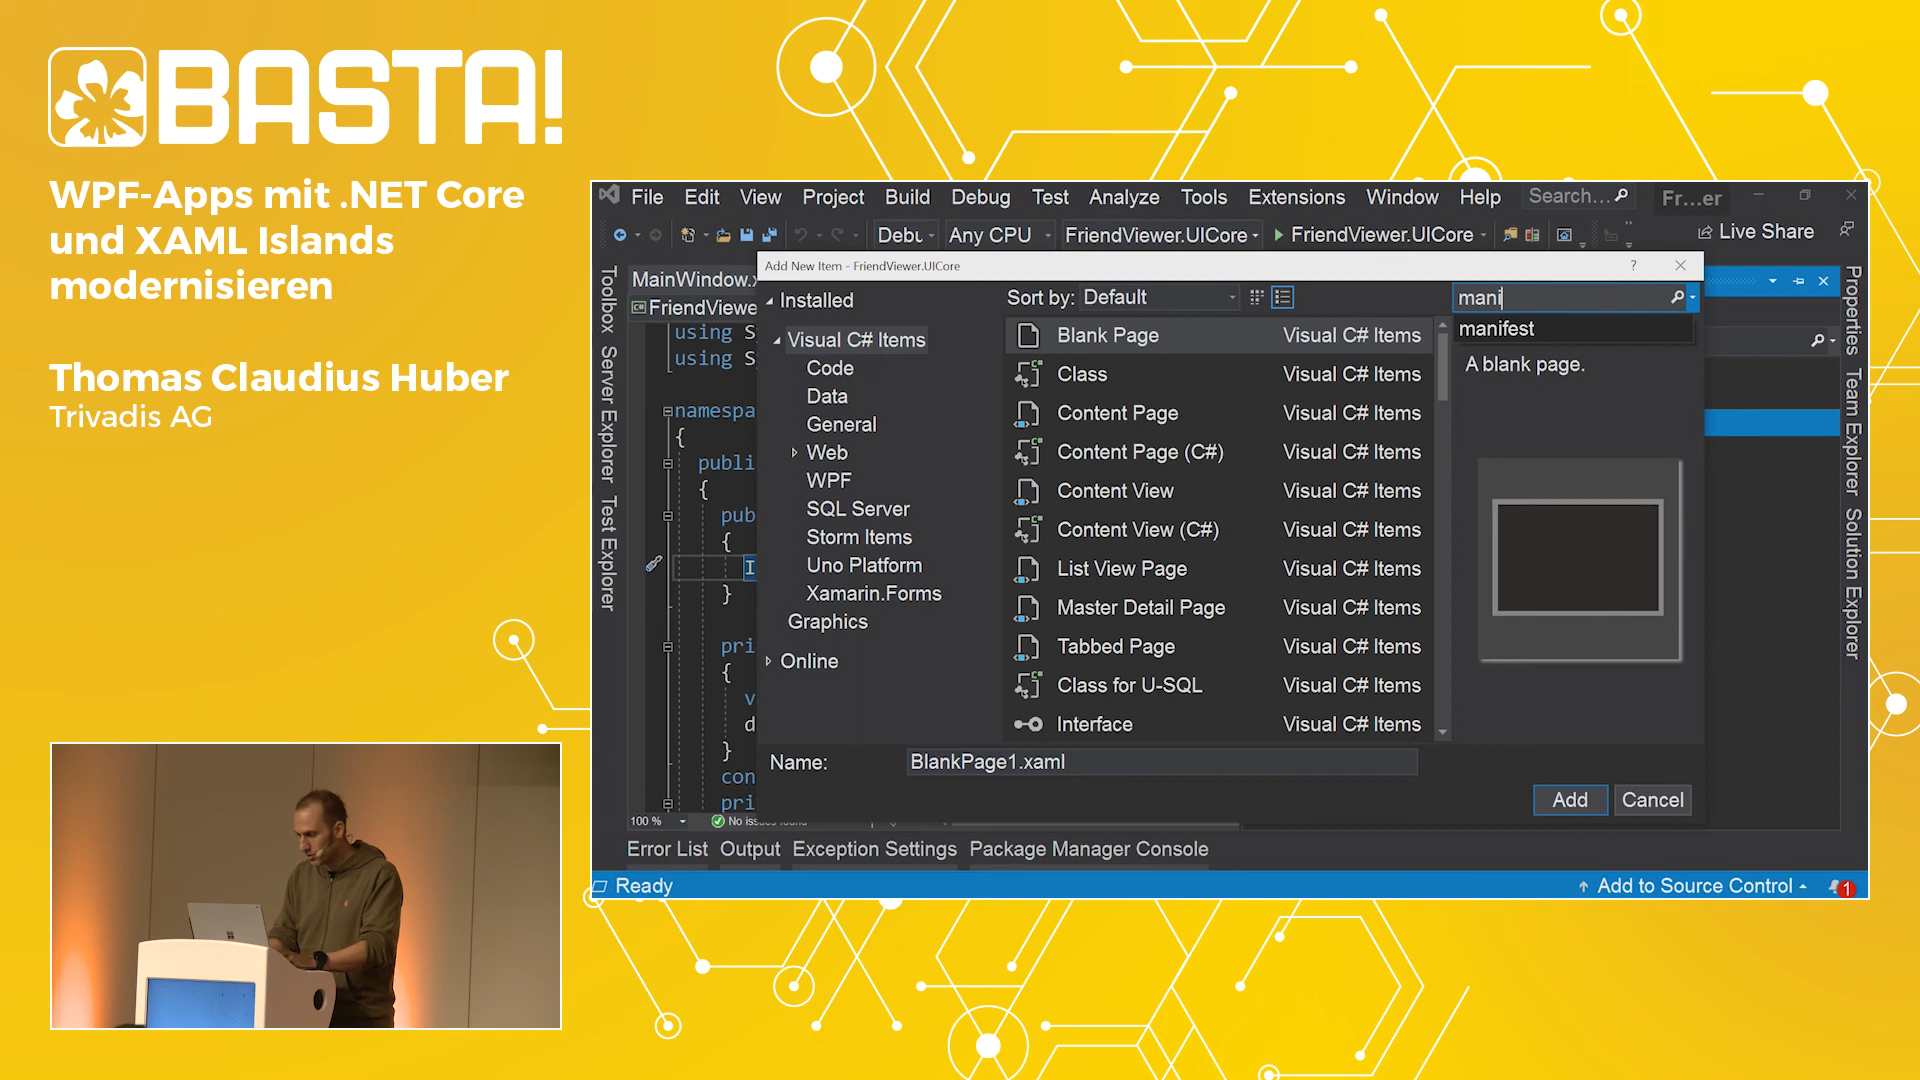 BASTA!
WPF-Apps mit .NET Core
und XAML Islands
modernisieren
Thomas Claudius Huber
Trivadis AG
File Edit View Project Build Debug Test Analyze Tools Extensions Window Help Search... Fr...er
Any CPU FriendViewer.UICore FriendViewer.UICore Live Share
Add New Item - FriendViewer.UICore ?
MainWindow.x
FriendViewe
using S
using S
namespa
{
publi
{
pub
{
I
}
pri
{
v
d
}
con
pri
100 %
Toolbox
Server Explorer
Test Explorer
Installed
Visual C# Items
Code
Data
General
Web
WPF
SQL Server
Storm Items
Uno Platform
Xamarin.Forms
Graphics
Online
Sort by: Default
Blank Page Visual C# Items
Class Visual C# Items
Content Page Visual C# Items
Content Page (C#) Visual C# Items
Content View Visual C# Items
Content View (C#) Visual C# Items
List View Page Visual C# Items
Master Detail Page Visual C# Items
Tabbed Page Visual C# Items
Class for U-SQL Visual C# Items
Interface Visual C# Items
mani
manifest
A blank page.
Name: BlankPage1.xaml
Add Cancel
Properties
Team Explorer
Solution Explorer
Error List Output Exception Settings Package Manager Console
Ready Add to Source Control 1